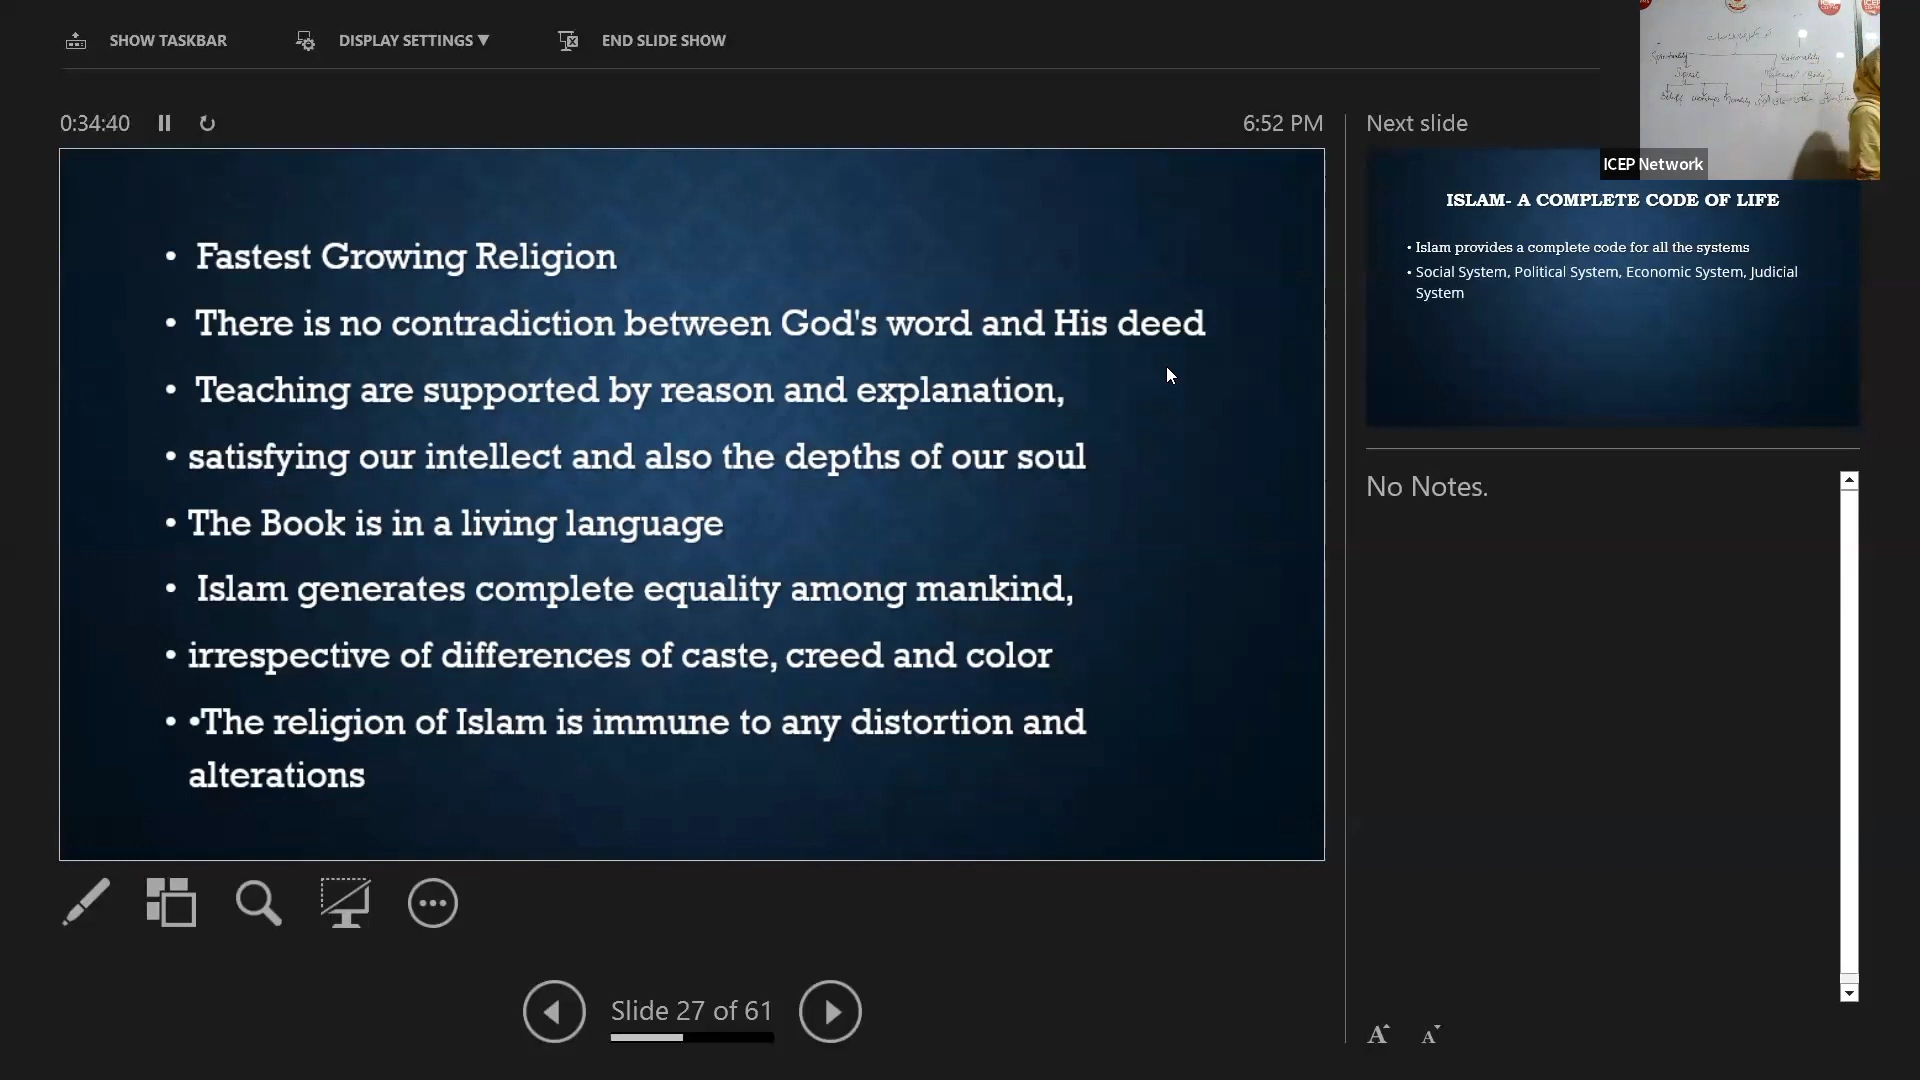 SHOW TASKBAR
DISPLAY SETTINGS ▼
END SLIDE SHOW
0:34:40
6:52 PM
• Fastest Growing Religion
• There is no contradiction between God's word and His deed
• Teaching are supported by reason and explanation,
• satisfying our intellect and also the depths of our soul
• The Book is in a living language
• Islam generates complete equality among mankind,
• irrespective of differences of caste, creed and color
• •The religion of Islam is immune to any distortion and
alterations
Slide 27 of 61
Next slide
ICEP Network
ISLAM- A COMPLETE CODE OF LIFE
• Islam provides a complete code for all the systems
• Social System, Political System, Economic System, Judicial
System
No Notes.
A A
Spirituality
Rationality
Material (Body)
Belief